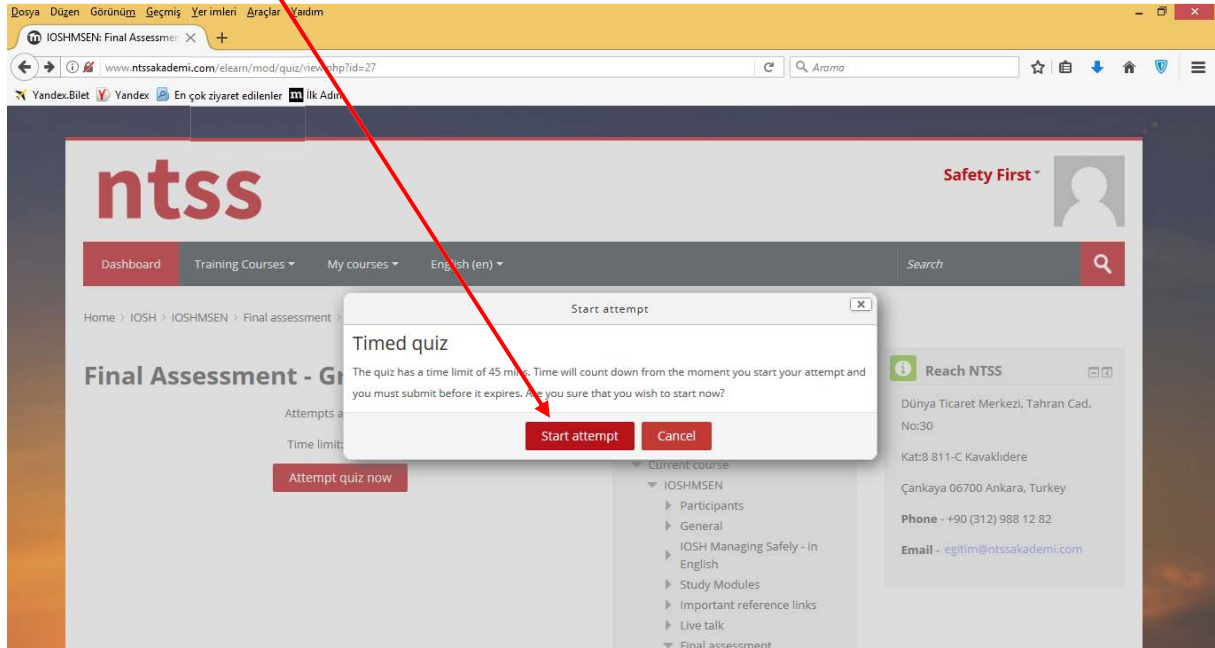 Dosya Düzen Görünüm Geçmiş Yer imleri Araçlar Yardım
IOSHMSEN: Final Assessmen
www.ntssakademi.com/elearn/mod/quiz/view.php?id=27
Arama
Yandex.Bilet Yandex En çok ziyaret edilenler İlk Adım
ntss
Safety First
Dashboard Training Courses My courses English (en) Search
Home > IOSH > IOSHMSEN > Final assessment >
Start attempt
Timed quiz
The quiz has a time limit of 45 mins. Time will count down from the moment you start your attempt and
you must submit before it expires. Are you sure that you wish to start now?
Start attempt Cancel
Final Assessment - Gr
Attempts a
Time limit:
Attempt quiz now
Current course
IOSHMSEN
Participants
General
IOSH Managing Safely - in
English
Study Modules
Important reference links
Live talk
Final assessment
Reach NTSS
Dünya Ticaret Merkezi, Tahran Cad.
No:30
Kat:8 811-C Kavaklıdere
Çankaya 06700 Ankara, Turkey
Phone - +90 (312) 988 12 82
Email - egitim@ntssakademi.com